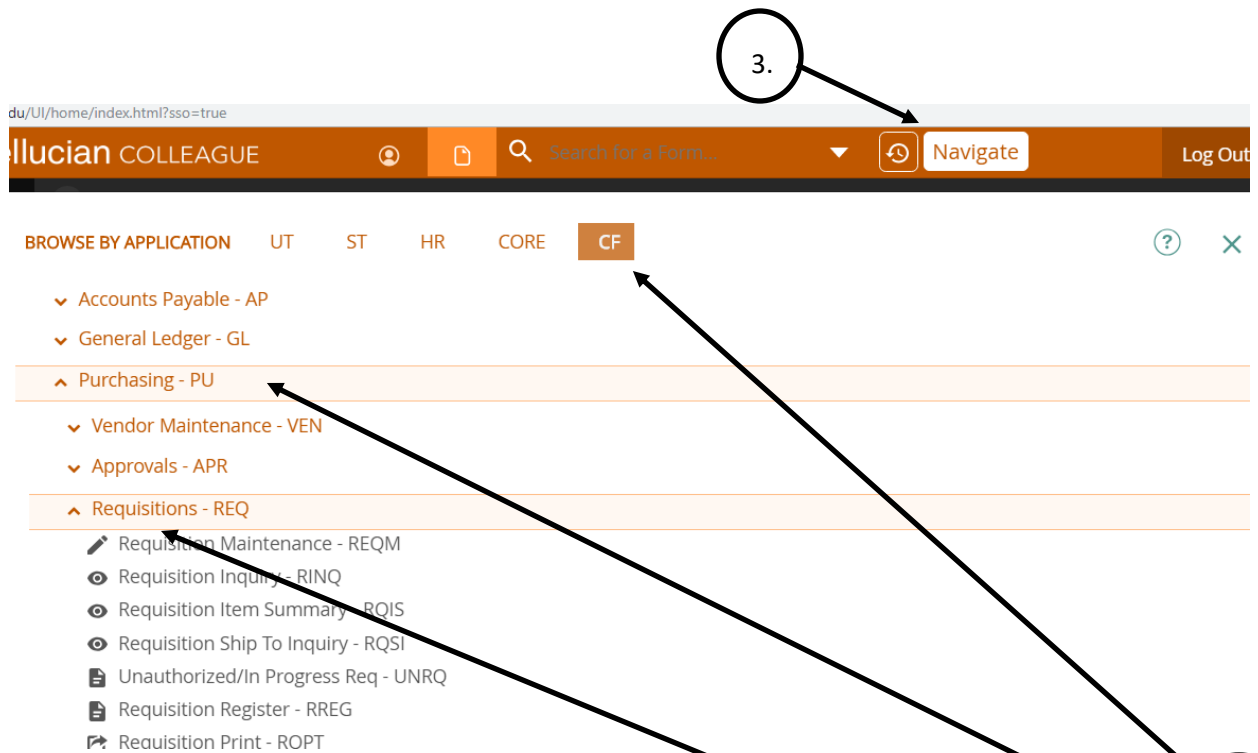 3.
du/UI/home/index.html?sso=true
ellucian COLLEAGUE Search for a Form... Navigate Log Out
BROWSE BY APPLICATION UT ST HR CORE CF ?
Accounts Payable - AP
General Ledger - GL
Purchasing - PU
Vendor Maintenance - VEN
Approvals - APR
Requisitions - REQ
Requisition Maintenance - REQM
Requisition Inquiry - RINQ
Requisition Item Summary - RQIS
Requisition Ship To Inquiry - RQSI
Unauthorized/In Progress Req - UNRQ
Requisition Register - RREG
Requisition Print - RQPT